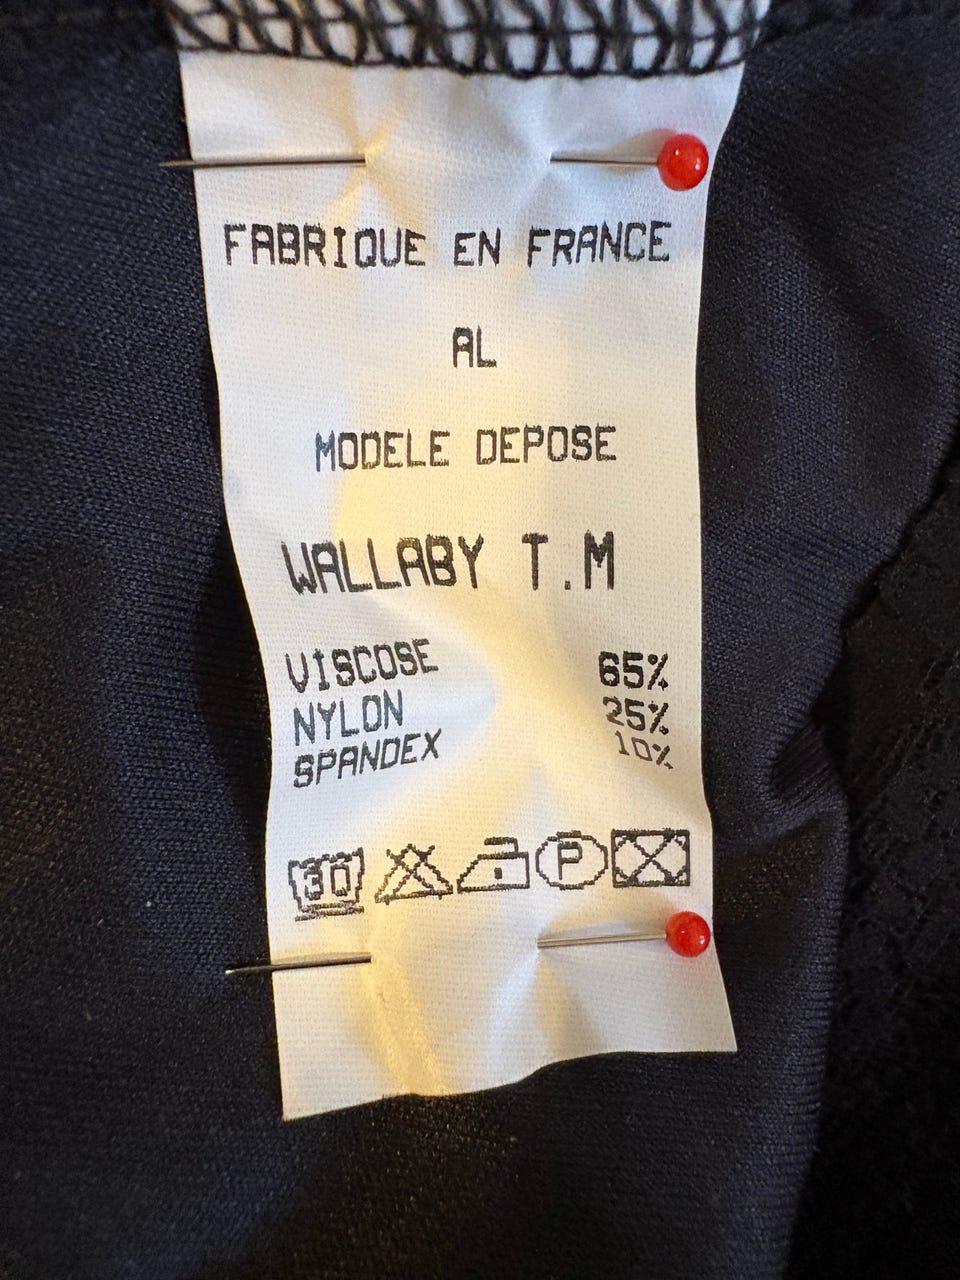 FABRIQUE EN FRANCE
AL
MODELE DEPOSE
WALLABY T.M
VISCOSE 65%
NYLON 25%
SPANDEX 10%
30 P